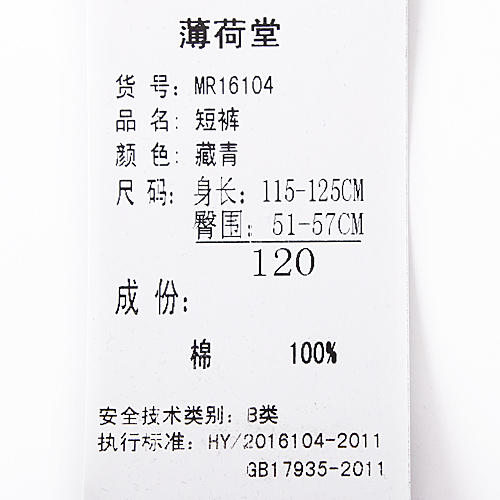 薄荷堂
货 号: MR16104
品 名: 短裤
颜 色: 藏青
尺 码: 身长: 115-125CM
臀围: 51-57CM
120
成 份:
棉 100%
安全技术类别: B类
执行标准: HY/2016104-2011
GB17935-2011